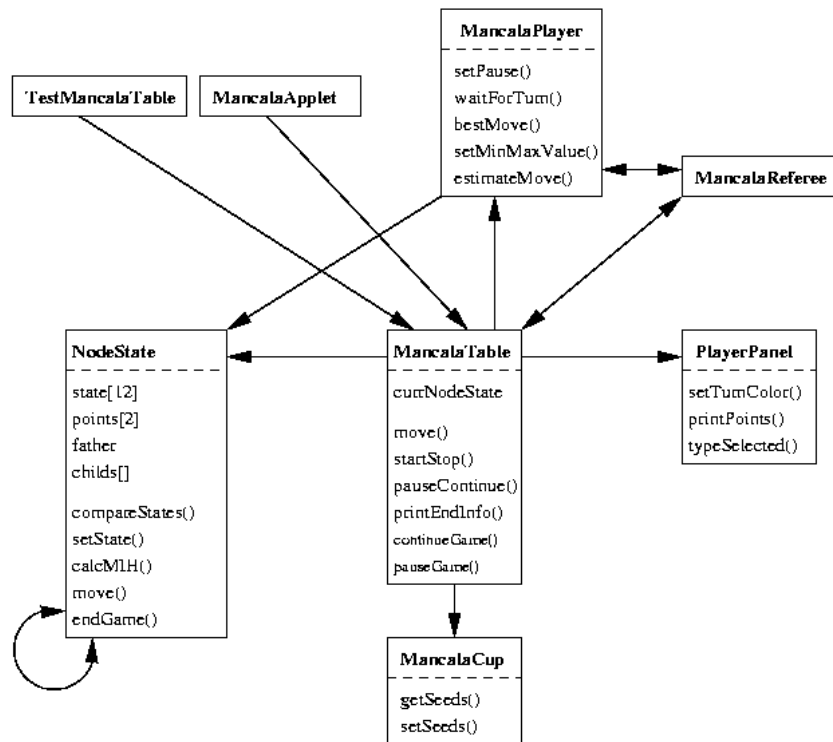 MancalaPlayer
setPause()
waitForTurn()
bestMove()
setMinMaxValue()
estimateMove()
TestMancalaTable
MancalaApplet
MancalaReferee
NodeState
state[12]
points[2]
father
childs[]
compareStates()
setState()
calcMIH()
move()
endGame()
MancalaTable
currNodeState
move()
startStop()
pauseContinue()
printEndInfo()
continueGame()
pauseGame()
PlayerPanel
setTurnColor()
printPoints()
typeSelected()
MancalaCup
getSeeds()
setSeeds()